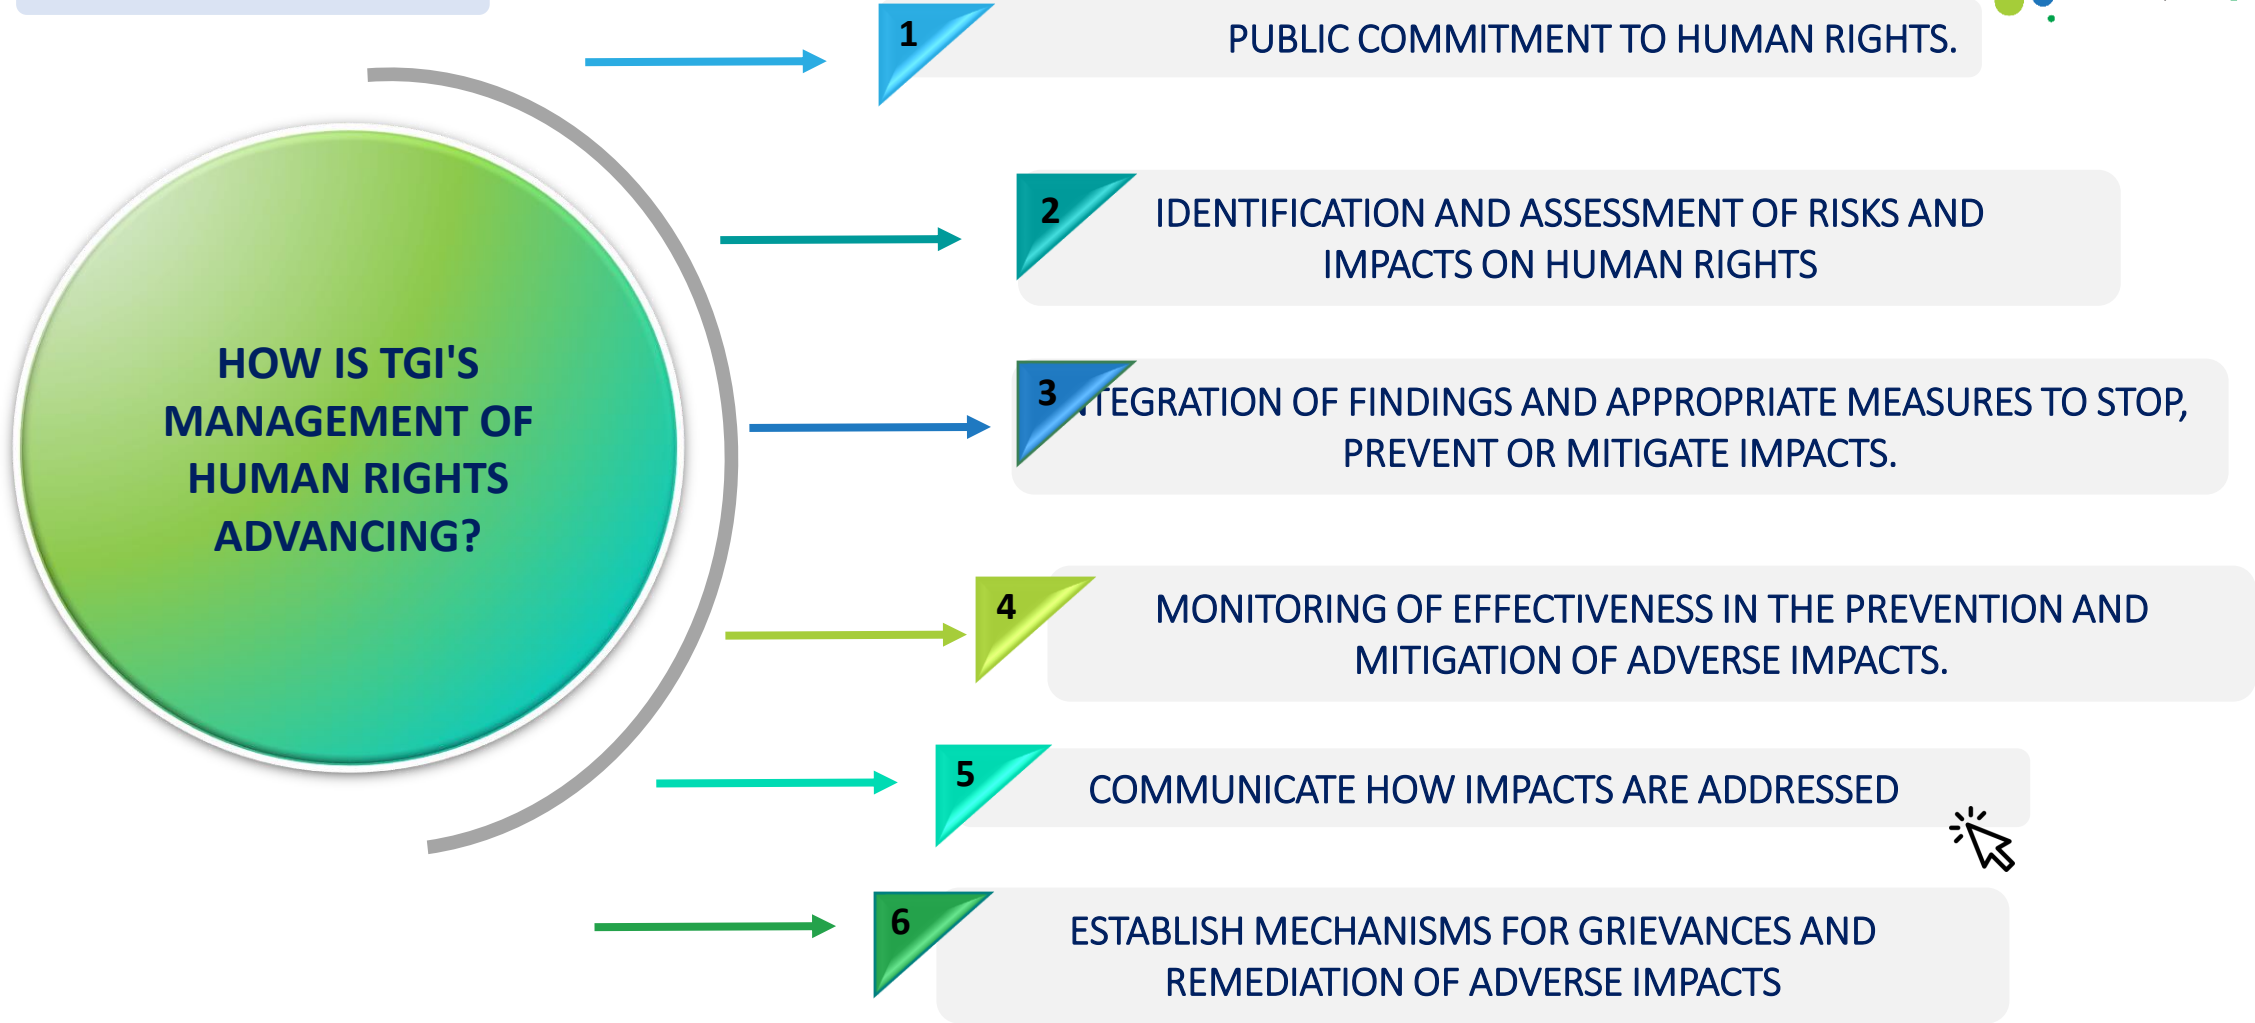 HOW IS TGI'S
MANAGEMENT OF
HUMAN RIGHTS
ADVANCING?
1
PUBLIC COMMITMENT TO HUMAN RIGHTS.
2
IDENTIFICATION AND ASSESSMENT OF RISKS AND
IMPACTS ON HUMAN RIGHTS
3
NTEGRATION OF FINDINGS AND APPROPRIATE MEASURES TO STOP,
PREVENT OR MITIGATE IMPACTS.
4
MONITORING OF EFFECTIVENESS IN THE PREVENTION AND
MITIGATION OF ADVERSE IMPACTS.
5
COMMUNICATE HOW IMPACTS ARE ADDRESSED
6
ESTABLISH MECHANISMS FOR GRIEVANCES AND
REMEDIATION OF ADVERSE IMPACTS